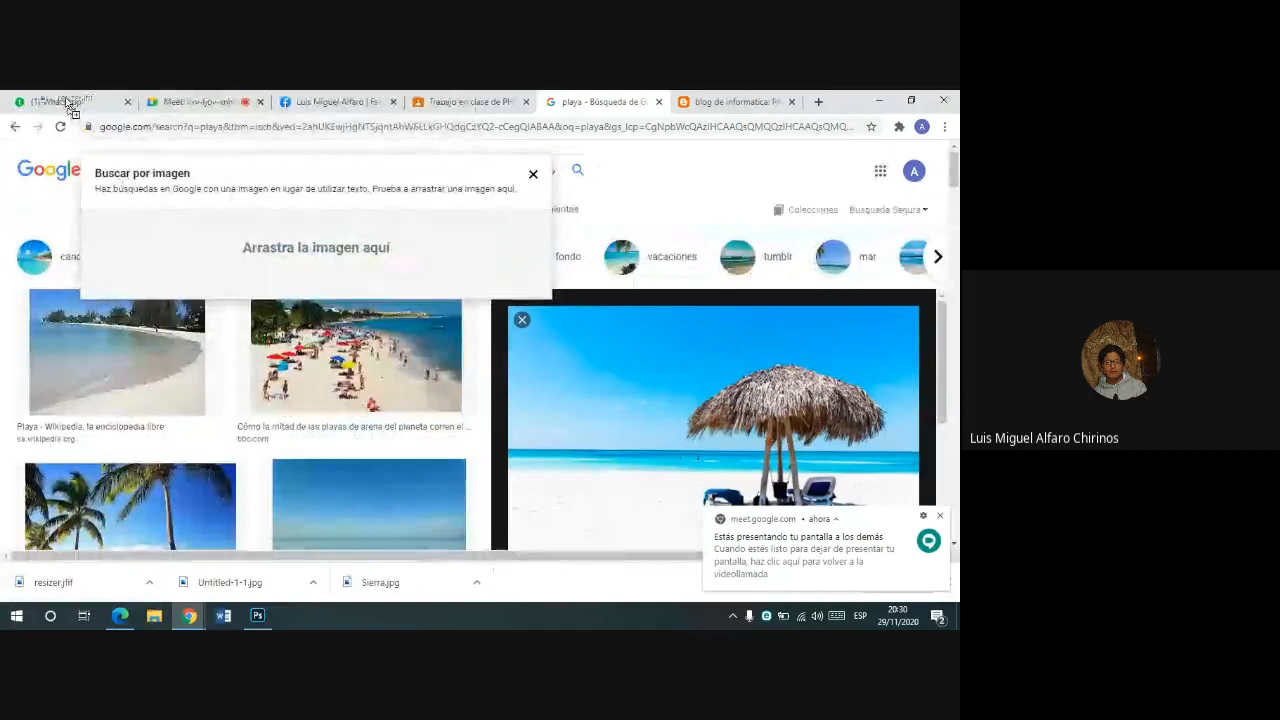 Luis Miguel Alfaro | Fa
Trabajo en clase de PH
playa - Búsqueda de G
blog de informatica: PA
Google
Buscar por imagen
Haz búsquedas en Google con una imagen en lugar de utilizar texto. Prueba a arrastrar una imagen aquí.
Arrastra la imagen aquí
A
A
Colecciones
Búsqueda Segura
fondo
vacaciones
tumblr
mar
Playa - Wikipedia, la enciclopedia libre
es.wikipedia.org
Cómo la mitad de las playas de arena del planeta corren el ...
bbc.com
meet.google.com • ahora
Estás presentando tu pantalla a los demás
Cuando estés listo para dejar de presentar tu
pantalla, haz clic aquí para volver a la
videollamada
resizer.jfif
Untitled-1-1.jpg
Sierra.jpg
ESP
20:30
29/11/2020
2
Luis Miguel Alfaro Chirinos